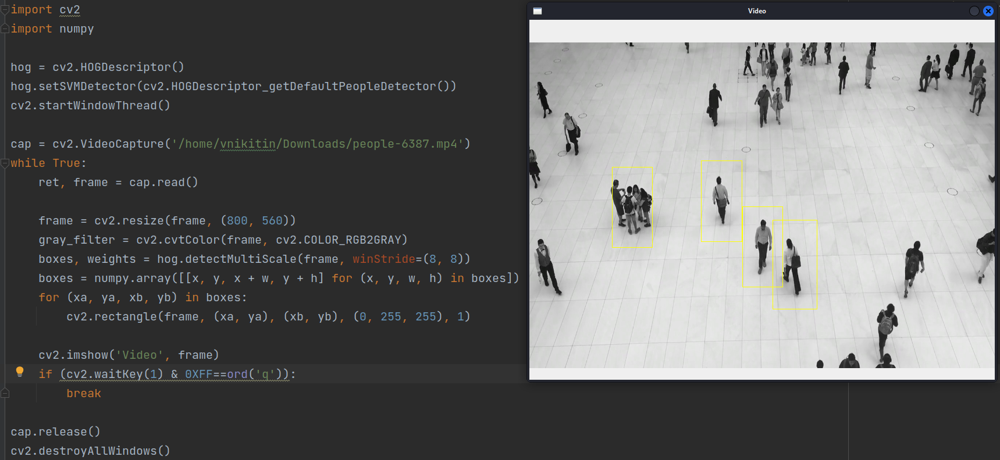 import cv2
import numpy
hog = cv2.HOGDescriptor()
hog.setSVMDetector(cv2.HOGDescriptor_getDefaultPeopleDetector())
cv2.startWindowThread()
cap = cv2.VideoCapture('/home/vnikitin/Downloads/people-6387.mp4')
while True:
ret, frame = cap.read()
frame = cv2.resize(frame, (800, 560))
gray_filter = cv2.cvtColor(frame, cv2.COLOR_RGB2GRAY)
boxes, weights = hog.detectMultiScale(frame, winStride=(8, 8))
boxes = numpy.array([[x, y, x + w, y + h] for (x, y, w, h) in boxes])
for (xa, ya, xb, yb) in boxes:
cv2.rectangle(frame, (xa, ya), (xb, yb), (0, 255, 255), 1)
cv2.imshow('Video', frame)
if (cv2.waitKey(1) & 0XFF==ord('q')):
break
cap.release()
cv2.destroyAllWindows()
Video